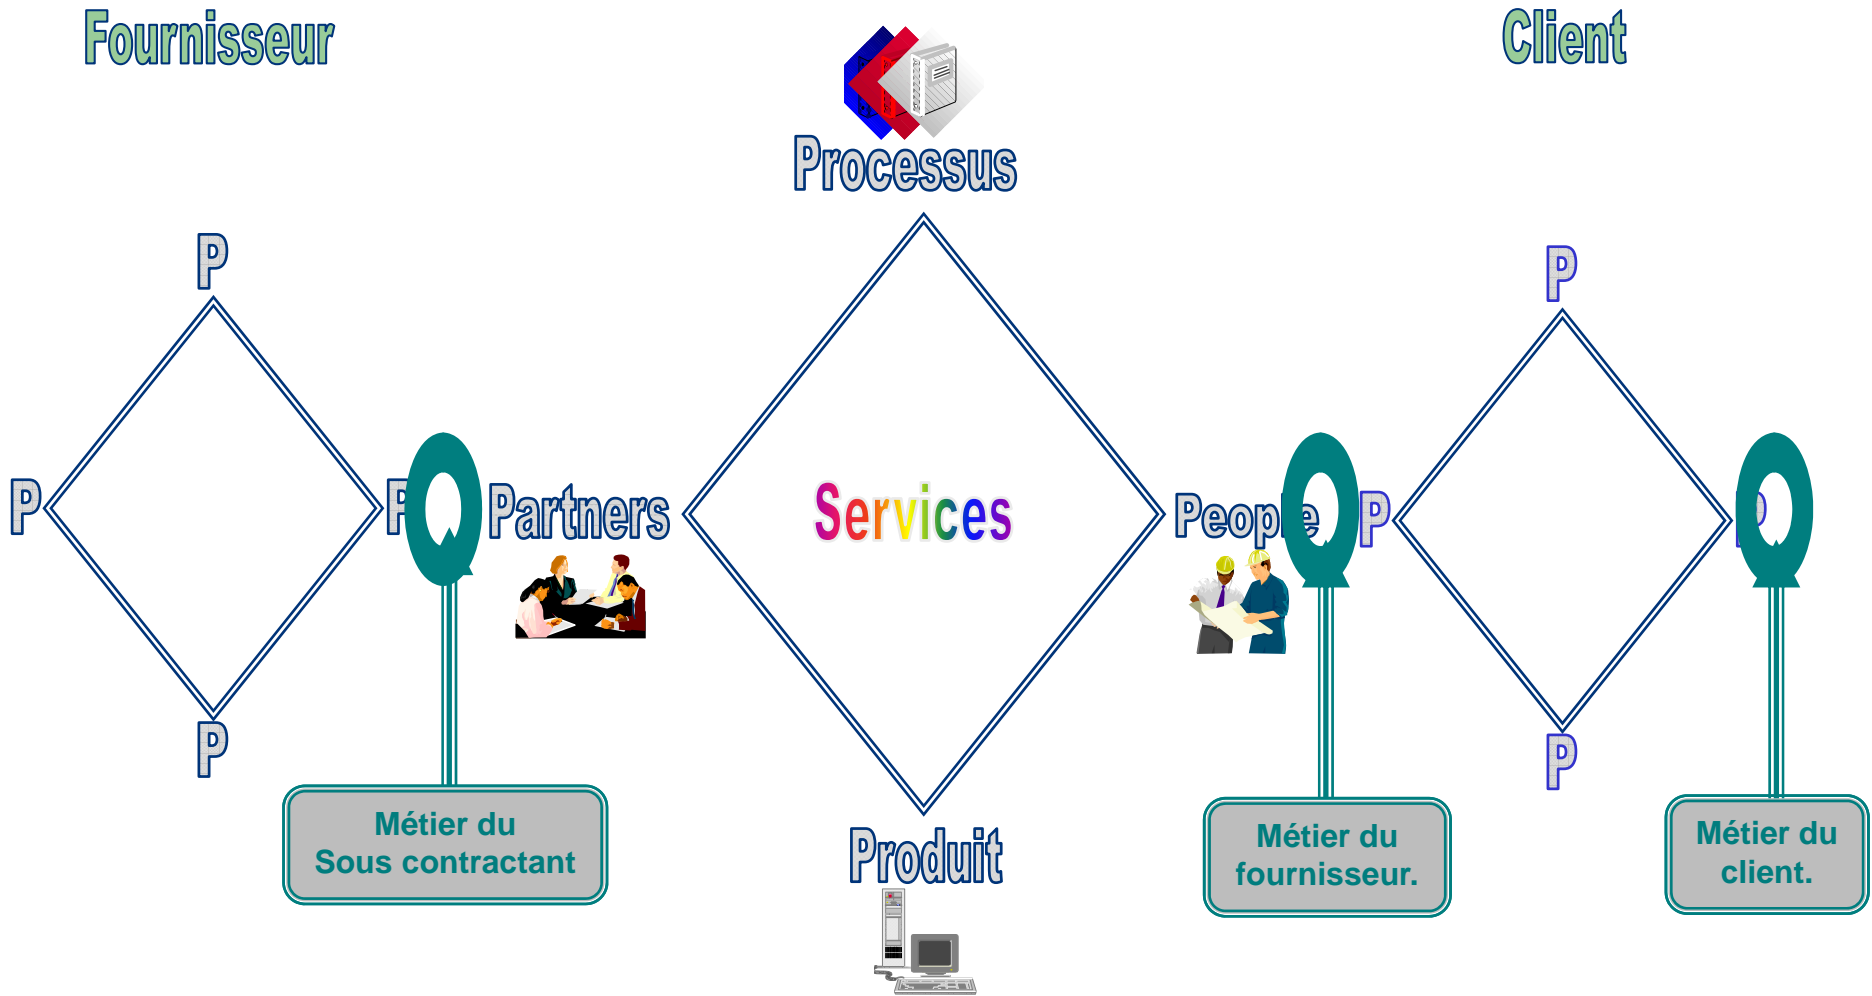 Fournisseur
Client
Processus
P
P
P
P
Partners
Services
People
P
P
P
P
P
Produit
Métier du
Sous contractant
Métier du
fournisseur.
Métier du
client.